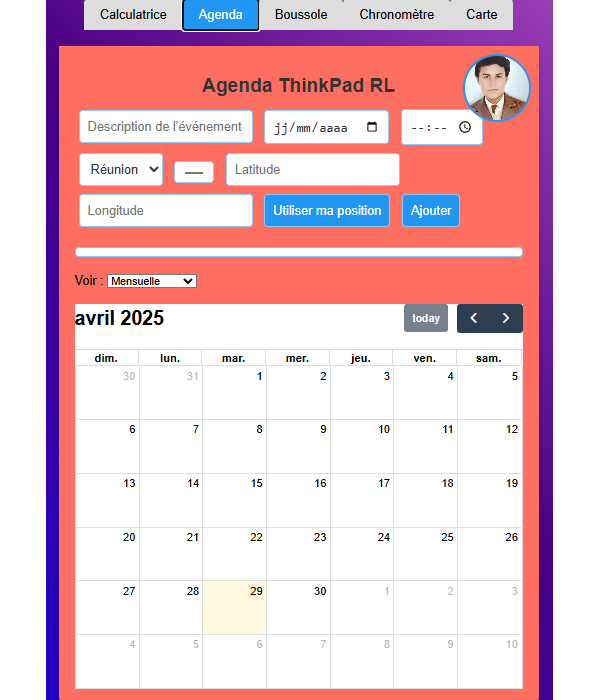 Calculatrice Agenda Boussole Chronomètre Carte
Agenda ThinkPad RL
Description de l'événement jj/mm/aaaa --:--
Réunion Latitude
Longitude Utiliser ma position Ajouter
Voir : Mensuelle
avril 2025 today
dim. lun. mar. mer. jeu. ven. sam.
30 31 1 2 3 4 5
6 7 8 9 10 11 12
13 14 15 16 17 18 19
20 21 22 23 24 25 26
27 28 29 30 1 2 3
4 5 6 7 8 9 10